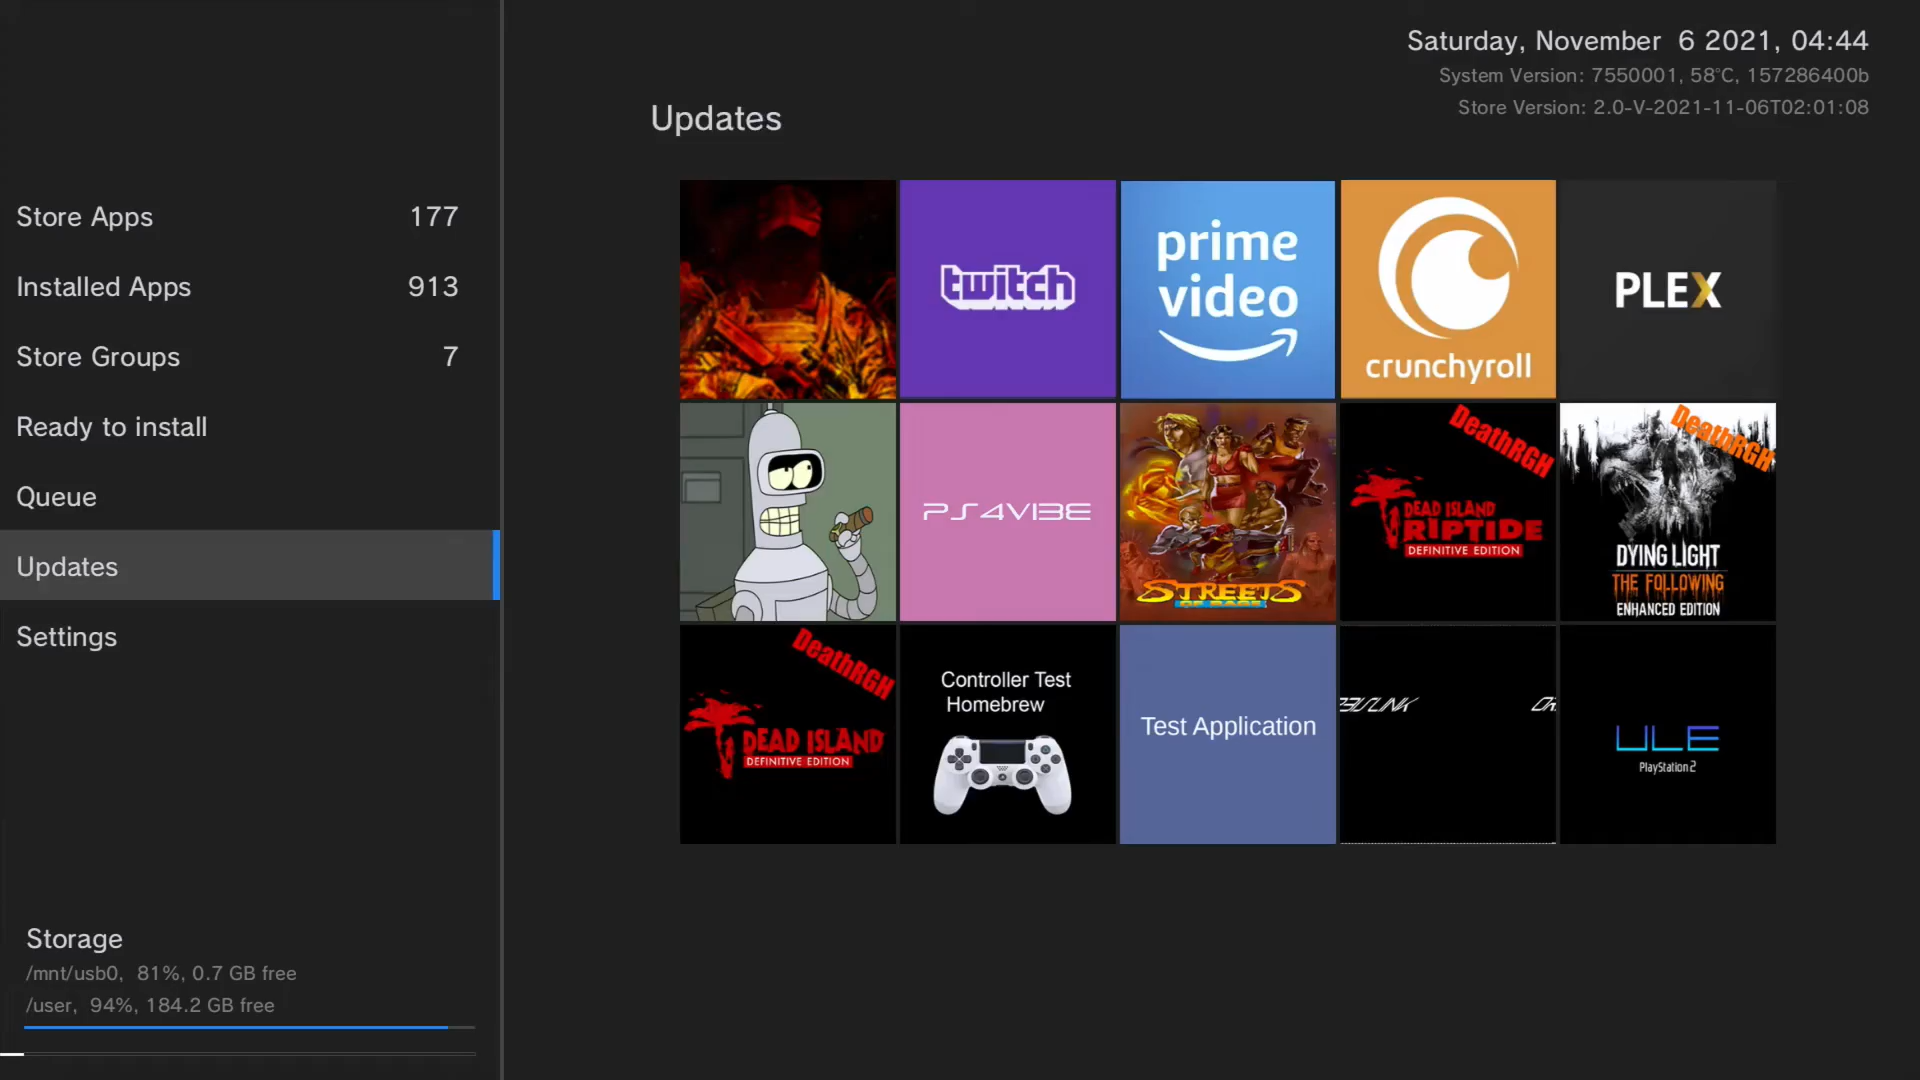 Saturday, November  6 2021, 04:44
System Version: 7550001, 58°C, 157286400b
Store Version: 2.0-V-2021-11-06T02:01:08
Updates
Store Apps 177
Installed Apps 913
Store Groups 7
Ready to install
Queue
Updates
Settings
Storage
/mnt/usb0,  81%, 0.7 GB free
/user,  94%, 184.2 GB free
twitch
prime
video
crunchyroll
PLEX
PS4VIBE
STREETS
OF RAGE
DeathRGH
DEAD ISLAND
RIPTIDE
DEFINITIVE EDITION
DeathRGH
DYING LIGHT
THE FOLLOWING
ENHANCED EDITION
DeathRGH
DEAD ISLAND
DEFINITIVE EDITION
Controller Test
Homebrew
Test Application
ULE
PlayStation 2